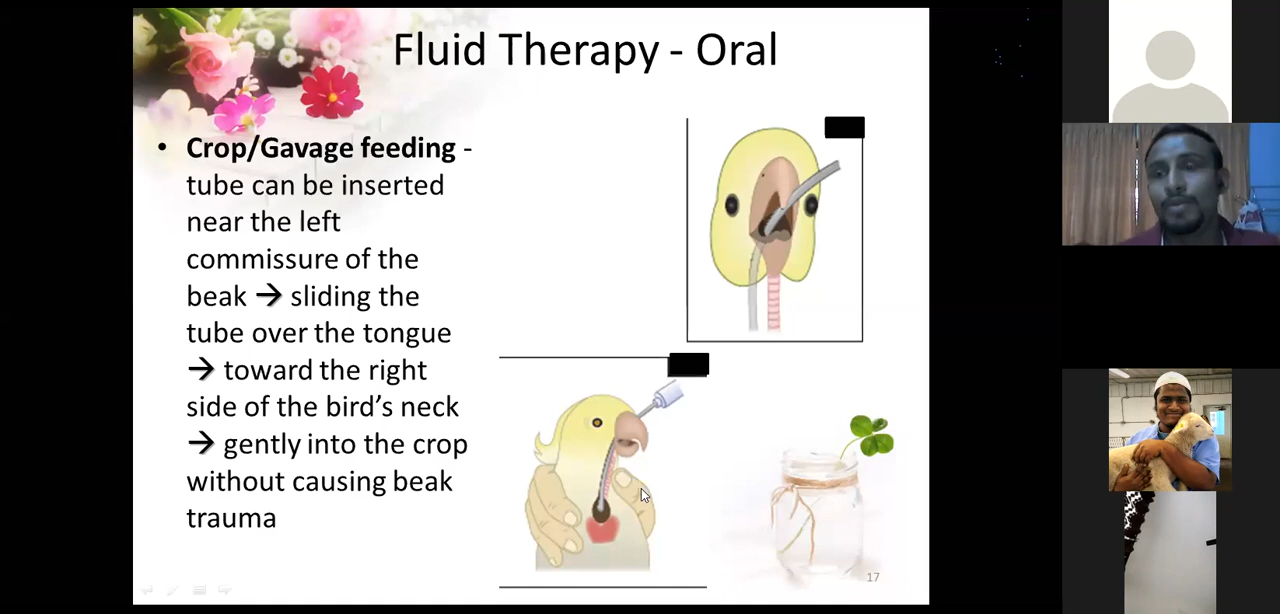 Fluid Therapy - Oral
• Crop/Gavage feeding -
tube can be inserted
near the left
commissure of the
beak → sliding the
tube over the tongue
→ toward the right
side of the bird’s neck
→ gently into the crop
without causing beak
trauma
17